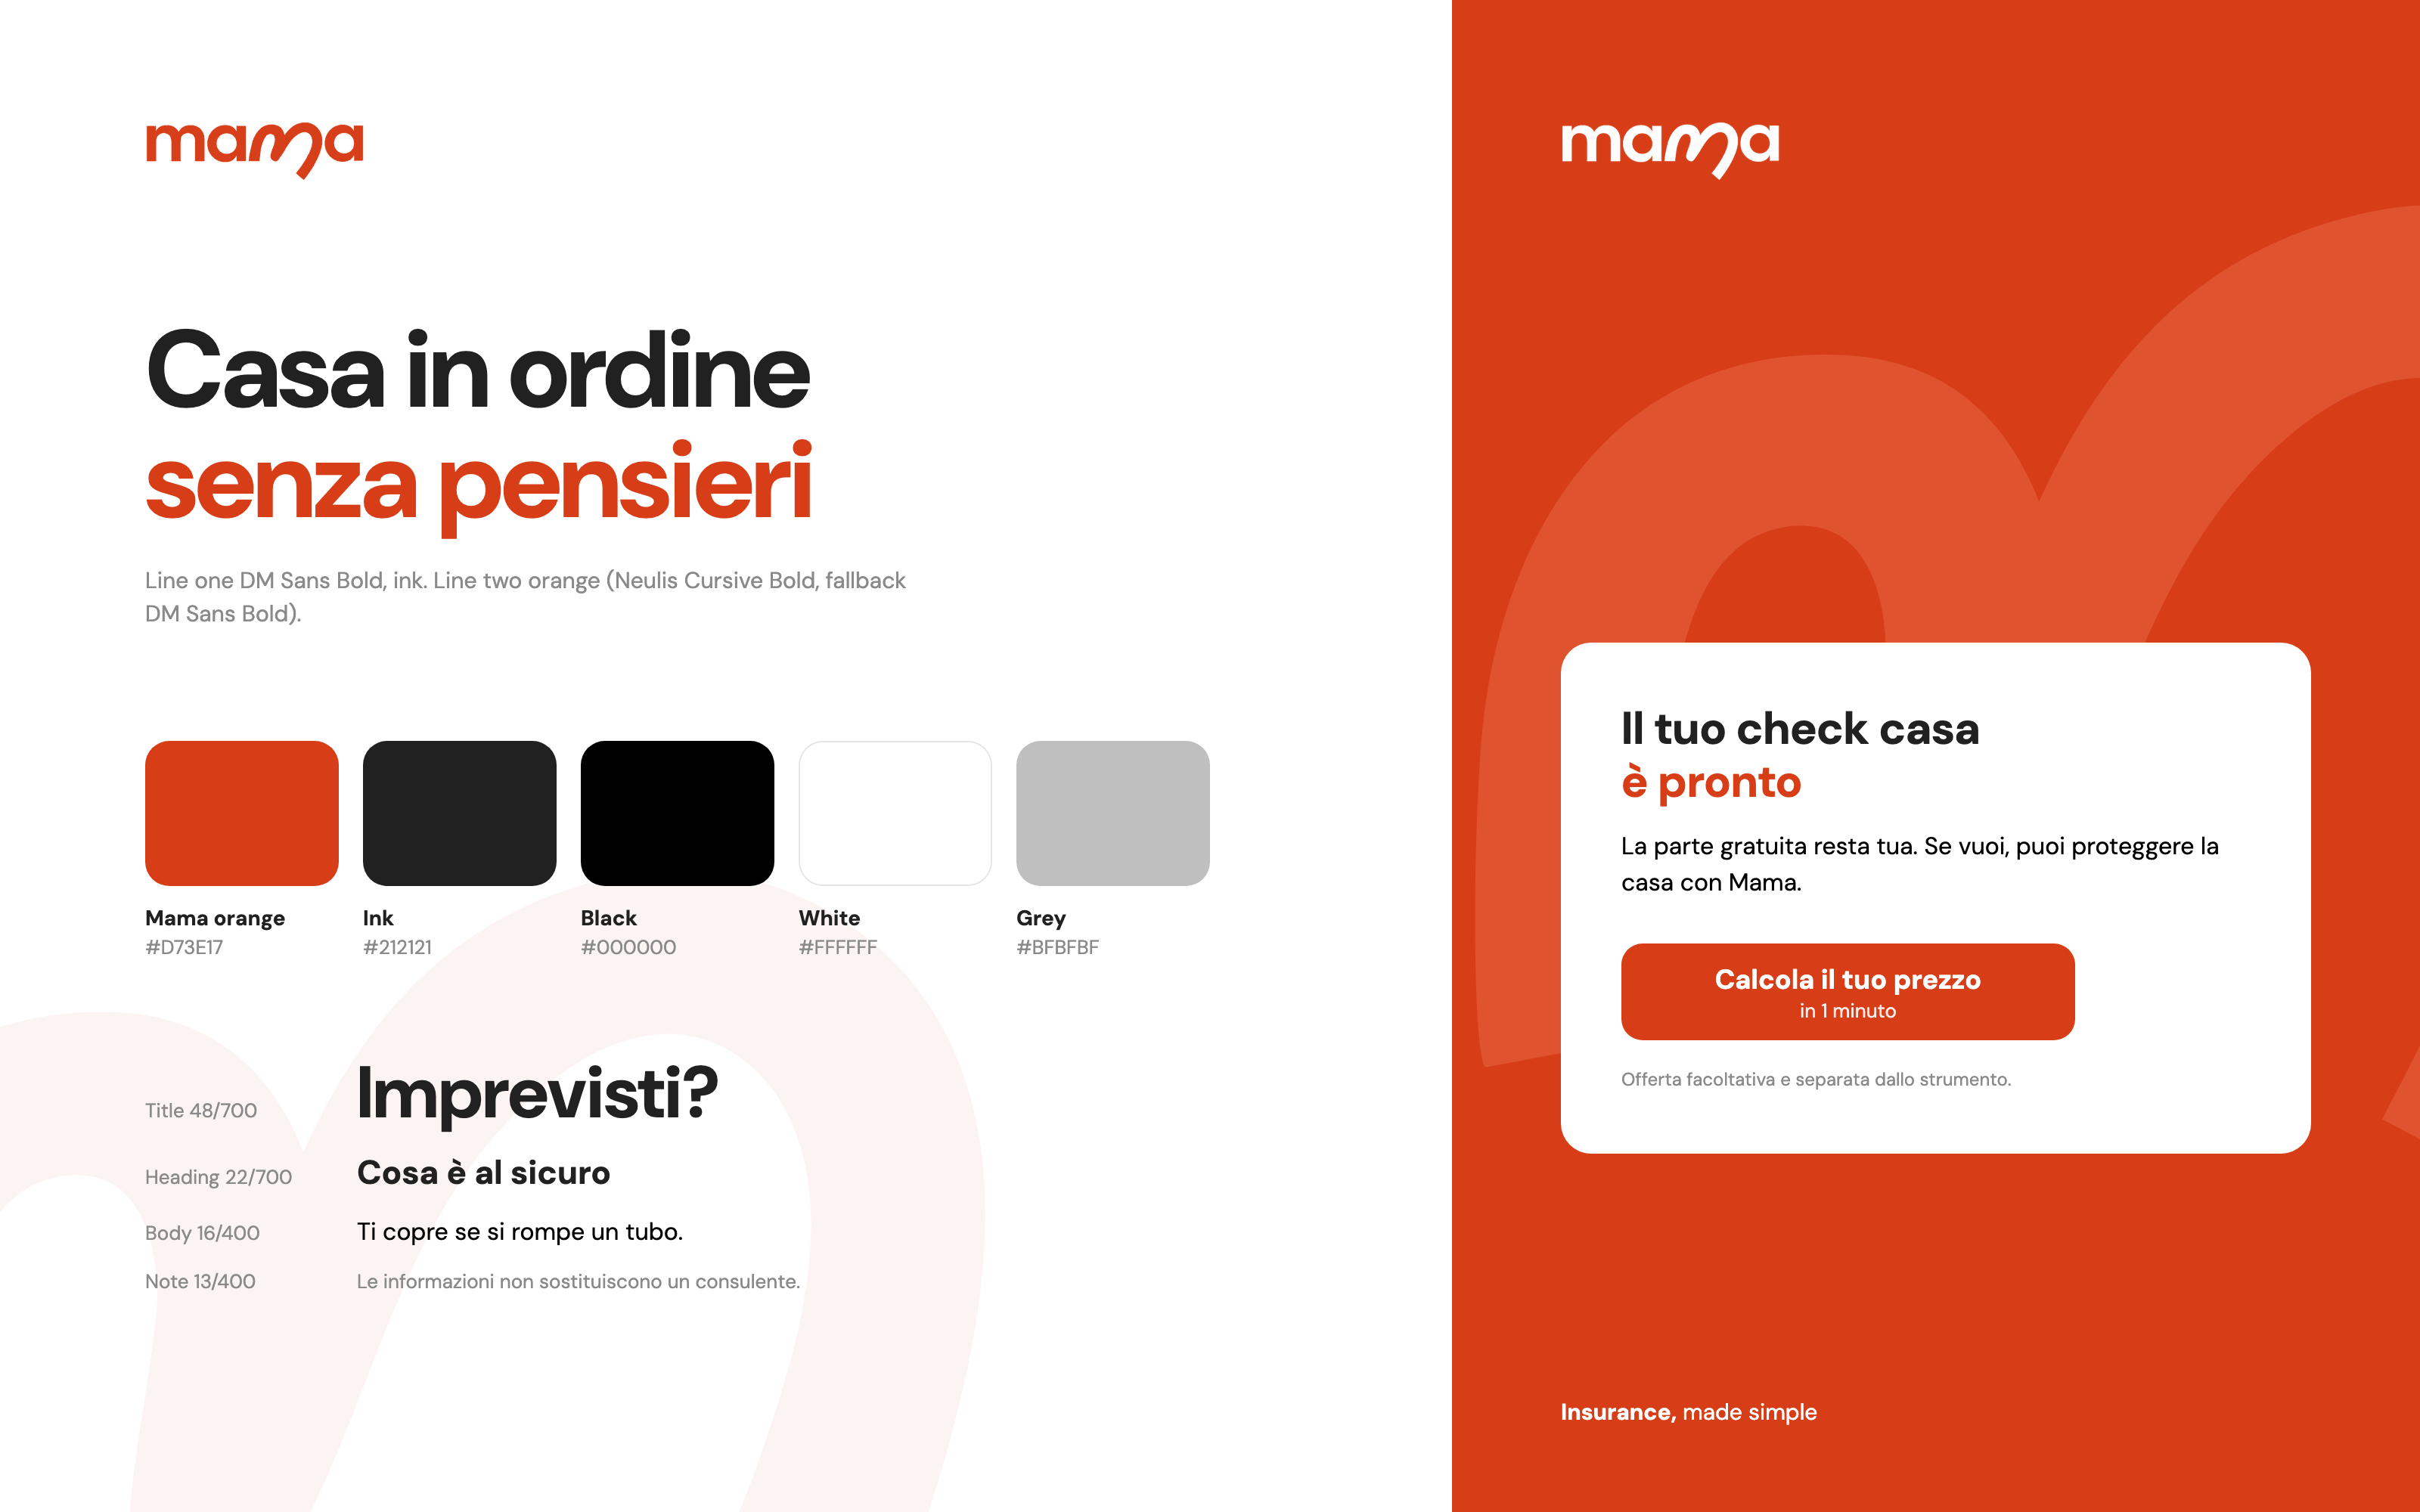 mama
Casa in ordine
senza pensieri
Line one DM Sans Bold, ink. Line two orange (Neulis Cursive Bold, fallback
DM Sans Bold).
Mama orange
#D73E17
Ink
#212121
Black
#000000
White
#FFFFFF
Grey
#BFBFBF
Title 48/700
Imprevisti?
Heading 22/700
Cosa è al sicuro
Body 16/400
Ti copre se si rompe un tubo.
Note 13/400
Le informazioni non sostituiscono un consulente.
mama
Il tuo check casa
è pronto
La parte gratuita resta tua. Se vuoi, puoi proteggere la
casa con Mama.
Calcola il tuo prezzo
in 1 minuto
Offerta facoltativa e separata dallo strumento.
Insurance, made simple